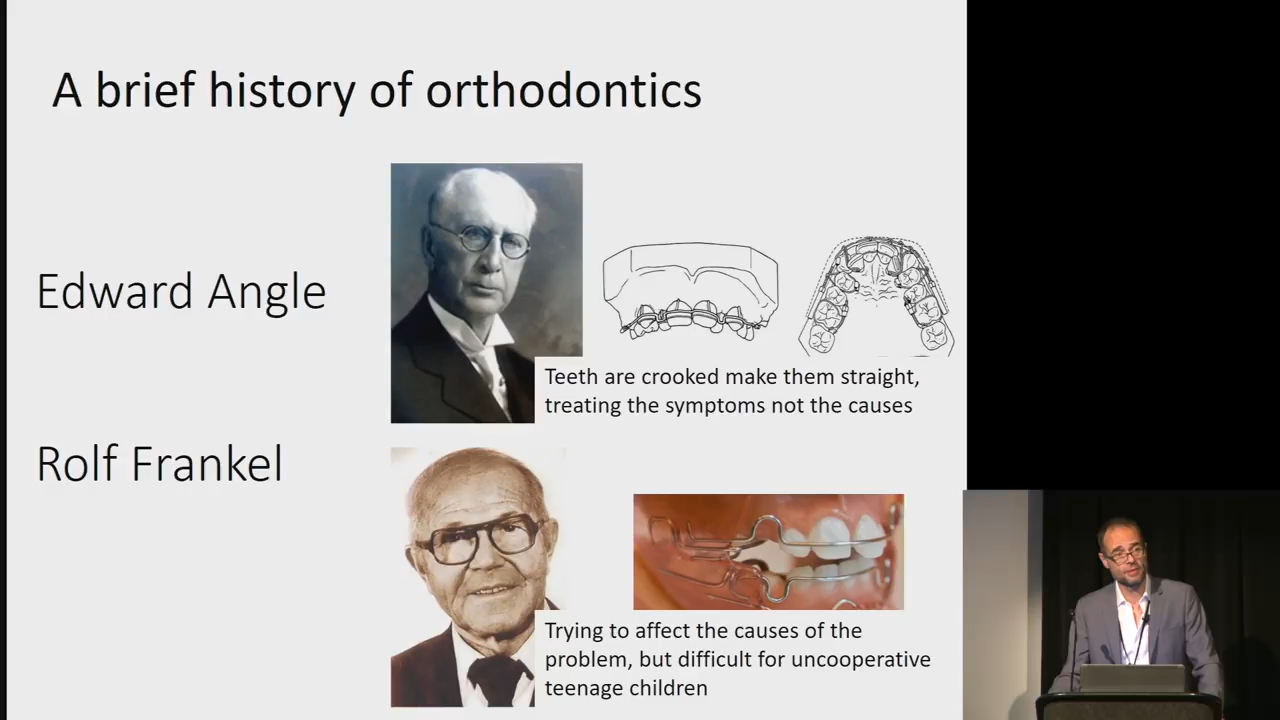 A brief history of orthodontics
Edward Angle
Teeth are crooked make them straight,
treating the symptoms not the causes
Rolf Frankel
Trying to affect the causes of the
problem, but difficult for uncooperative
teenage children